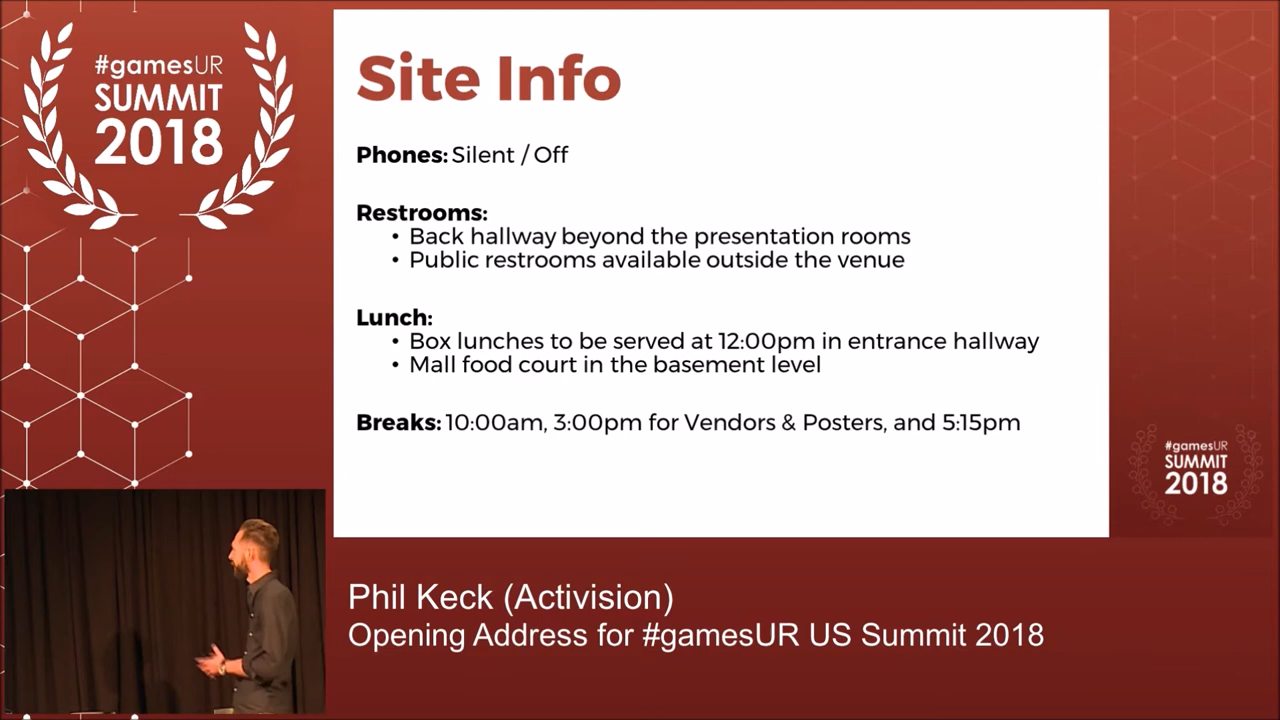 #gamesUR
SUMMIT
2018
Site Info
Phones: Silent / Off
Restrooms:
• Back hallway beyond the presentation rooms
• Public restrooms available outside the venue
Lunch:
• Box lunches to be served at 12:00pm in entrance hallway
• Mall food court in the basement level
Breaks: 10:00am, 3:00pm for Vendors & Posters, and 5:15pm
#gamesUR
SUMMIT
2018
Phil Keck (Activision)
Opening Address for #gamesUR US Summit 2018